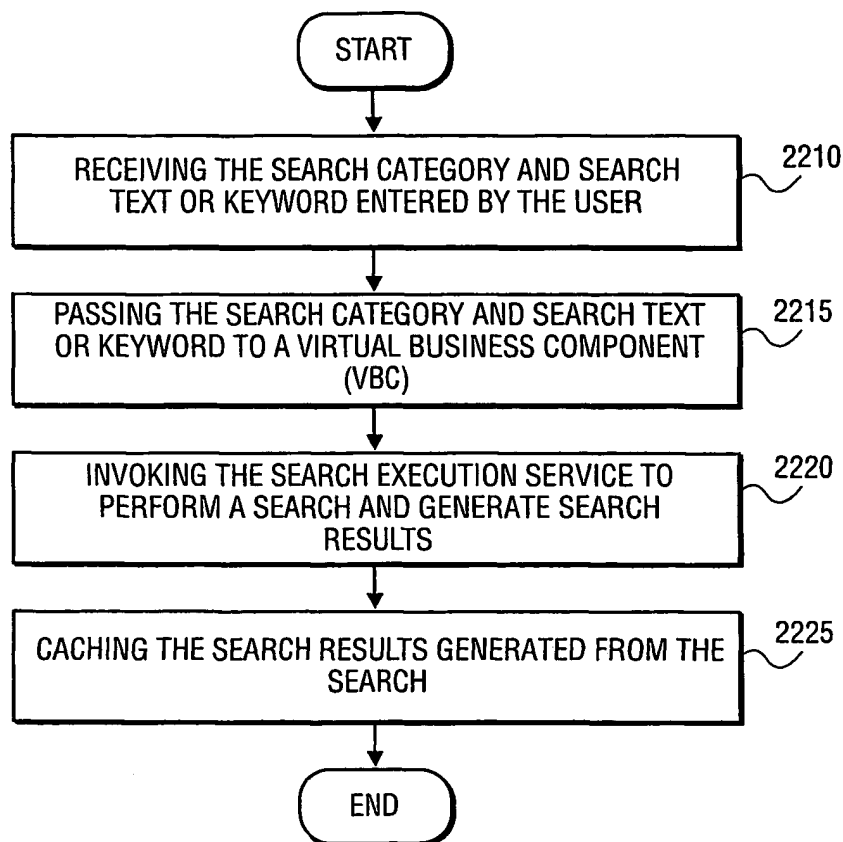 START
RECEIVING THE SEARCH CATEGORY AND SEARCH
TEXT OR KEYWORD ENTERED BY THE USER
2210
PASSING THE SEARCH CATEGORY AND SEARCH TEXT
OR KEYWORD TO A VIRTUAL BUSINESS COMPONENT
(VBC)
2215
INVOKING THE SEARCH EXECUTION SERVICE TO
PERFORM A SEARCH AND GENERATE SEARCH
RESULTS
2220
CACHING THE SEARCH RESULTS GENERATED FROM THE
SEARCH
2225
END